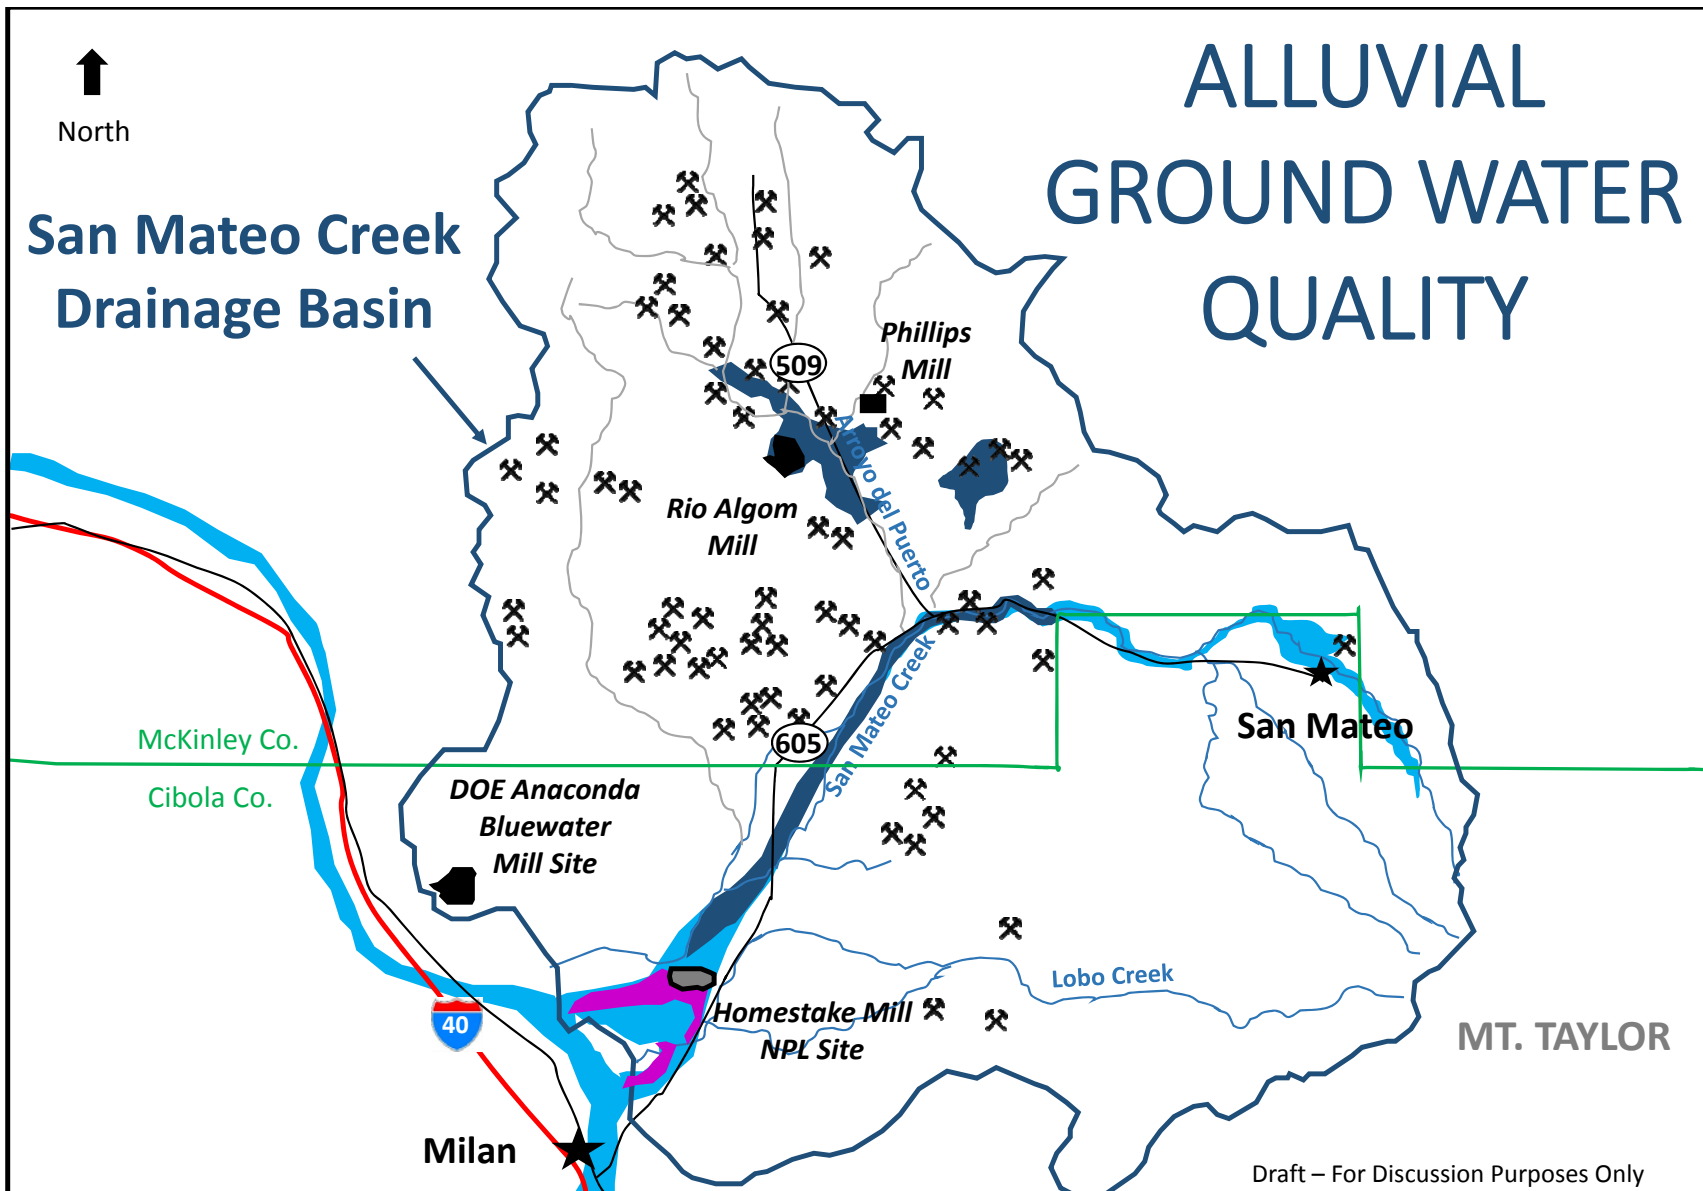 ALLUVIAL
GROUND WATER
QUALITY
North
San Mateo Creek
Drainage Basin
Phillips
Mill
509
Arroyo del Puerto
Rio Algom
Mill
San Mateo Creek
San Mateo
605
McKinley Co.
Cibola Co.
DOE Anaconda
Bluewater
Mill Site
Lobo Creek
Homestake Mill
NPL Site
40
MT. TAYLOR
Milan
Draft – For Discussion Purposes Only